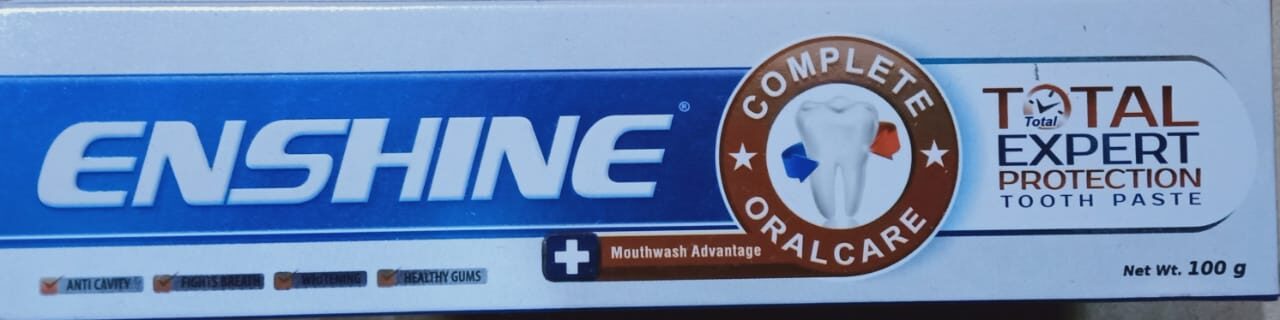 ENSHINE®
COMPLETE
ORALCARE
Mouthwash Advantage
TOTAL
Total
EXPERT
PROTECTION
TOOTH PASTE
ANTI CAVITY
FIGHTS BREATH
WHITENING
HEALTHY GUMS
Net Wt. 100 g